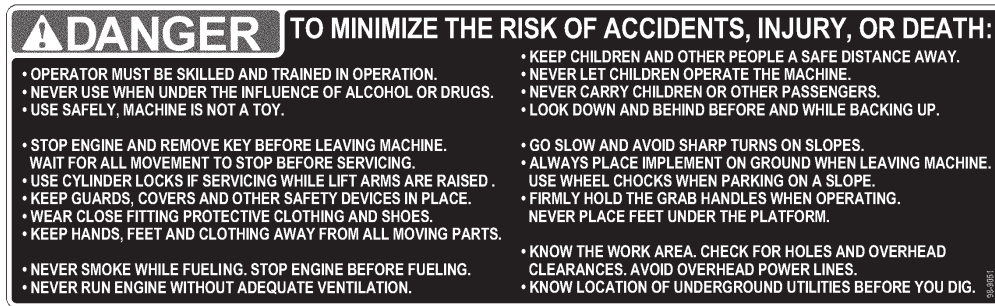 DANGER TO MINIMIZE THE RISK OF ACCIDENTS, INJURY, OR DEATH:
• OPERATOR MUST BE SKILLED AND TRAINED IN OPERATION.
• NEVER USE WHEN UNDER THE INFLUENCE OF ALCOHOL OR DRUGS.
• USE SAFELY, MACHINE IS NOT A TOY.
• STOP ENGINE AND REMOVE KEY BEFORE LEAVING MACHINE.
WAIT FOR ALL MOVEMENT TO STOP BEFORE SERVICING.
• USE CYLINDER LOCKS IF SERVICING WHILE LIFT ARMS ARE RAISED .
• KEEP GUARDS, COVERS AND OTHER SAFETY DEVICES IN PLACE.
• WEAR CLOSE FITTING PROTECTIVE CLOTHING AND SHOES.
• KEEP HANDS, FEET AND CLOTHING AWAY FROM ALL MOVING PARTS.
• NEVER SMOKE WHILE FUELING. STOP ENGINE BEFORE FUELING.
• NEVER RUN ENGINE WITHOUT ADEQUATE VENTILATION.
• KEEP CHILDREN AND OTHER PEOPLE A SAFE DISTANCE AWAY.
• NEVER LET CHILDREN OPERATE THE MACHINE.
• NEVER CARRY CHILDREN OR OTHER PASSENGERS.
• LOOK DOWN AND BEHIND BEFORE AND WHILE BACKING UP.
• GO SLOW AND AVOID SHARP TURNS ON SLOPES.
• ALWAYS PLACE IMPLEMENT ON GROUND WHEN LEAVING MACHINE.
USE WHEEL CHOCKS WHEN PARKING ON A SLOPE.
• FIRMLY HOLD THE GRAB HANDLES WHEN OPERATING.
NEVER PLACE FEET UNDER THE PLATFORM.
• KNOW THE WORK AREA. CHECK FOR HOLES AND OVERHEAD
CLEARANCES. AVOID OVERHEAD POWER LINES.
• KNOW LOCATION OF UNDERGROUND UTILITIES BEFORE YOU DIG.